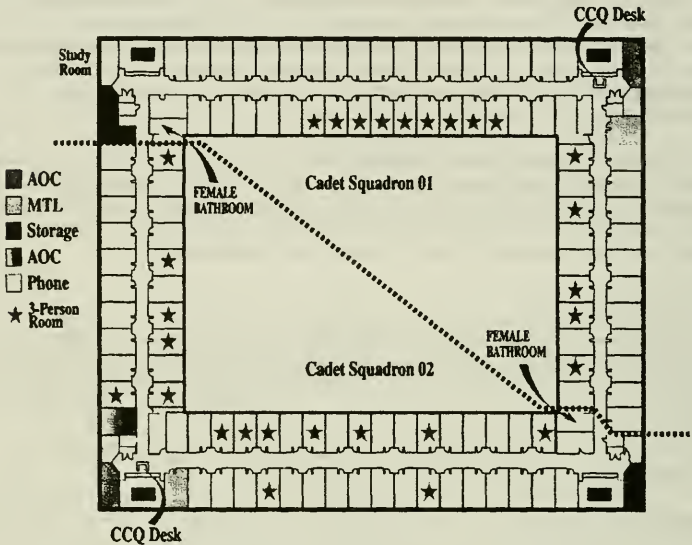 CCQ Desk
Study
Room
AOC
MTL
Storage
AOC
Phone
3-Person
Room
FEMALE
BATHROOM
Cadet Squadron 01
FEMALE
BATHROOM
Cadet Squadron 02
CCQ Desk